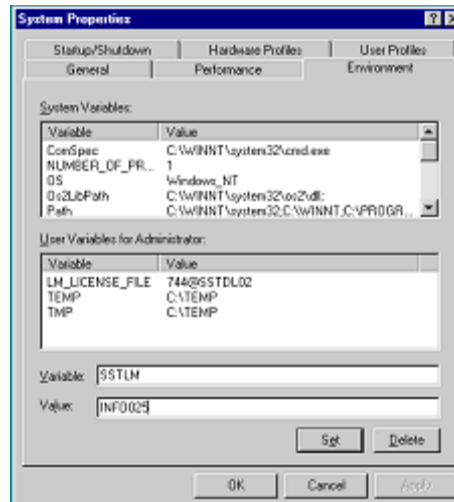 System Properties
Startup/Shutdown Hardware Profiles User Profiles
General Performance Environment
System Variables:
Variable Value
ComSpec C:\WINNT\system32\cmd.exe
NUMBER_OF_PR... 1
OS Windows_NT
Os2LibPath C:\WINNT\system32\os2\dll;
Path C:\WINNT\system32;C:\WINNT;C:\PROGR...
User Variables for Administrator:
Variable Value
LM_LICENSE_FILE 744@SSTDL02
TEMP C:\TEMP
TMP C:\TEMP
Variable: SSTLM
Value: INFO025
Set Delete
OK Cancel Apply